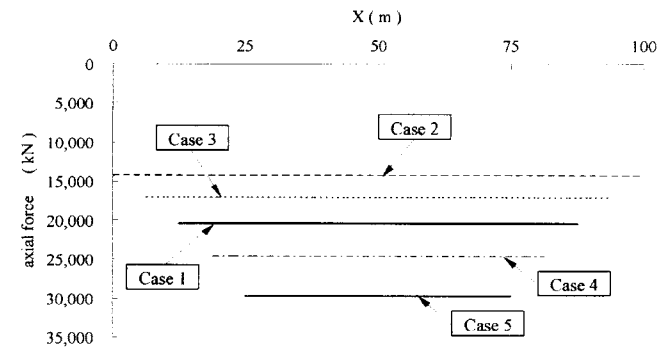 X ( m )
0 25 50 75 100
0
5,000
10,000
15,000
20,000
25,000
30,000
35,000
axial force ( kN )
Case 2
Case 3
Case 1
Case 4
Case 5